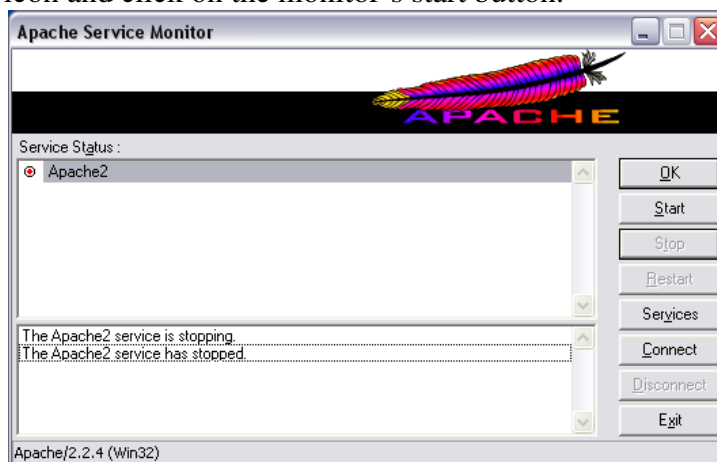 icon and click on the monitor's start button.
Apache Service Monitor
APACHE
Service Status :
Apache2
The Apache2 service is stopping.
The Apache2 service has stopped.
OK
Start
Stop
Restart
Services
Connect
Disconnect
Exit
Apache/2.2.4 (Win32)